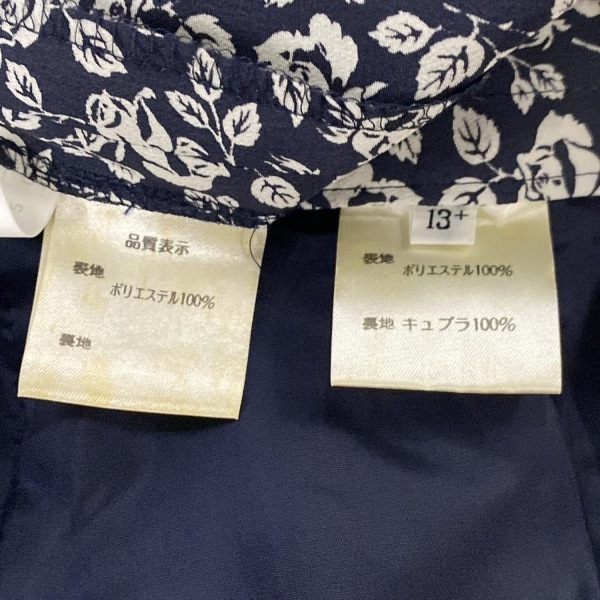 品質表示
表地
ポリエステル100%
裏地
13+
表地
ポリエステル100%
裏地 キュプラ100%